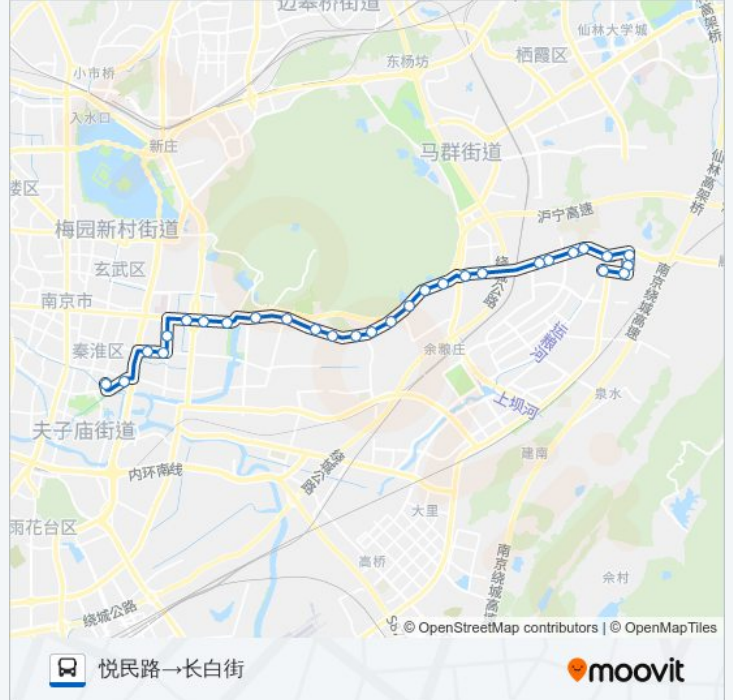 迈皋桥街道
仙林大学城
东杨坊
栖霞区
小市桥
入水口
新庄
马群街道
仙林高架桥
娄区
沪宁高速
梅园新村街道
玄武区
绕城公路
南京绕城高速
南京市
运粮河
秦淮区
余粮庄
泉水
上坝河
夫子庙街道
建南
内环南线
绕城公路
大里
雨花台区
高桥
南京绕城高速
佘村
绕城公路
© OpenStreetMap contributors | © OpenMapTiles
悦民路→长白街
moovit